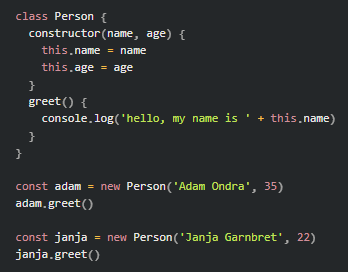 class Person {
  constructor(name, age) {
    this.name = name
    this.age = age
  }
  greet() {
    console.log('hello, my name is ' + this.name)
  }
}

const adam = new Person('Adam Ondra', 35)
adam.greet()

const janja = new Person('Janja Garnbret', 22)
janja.greet()